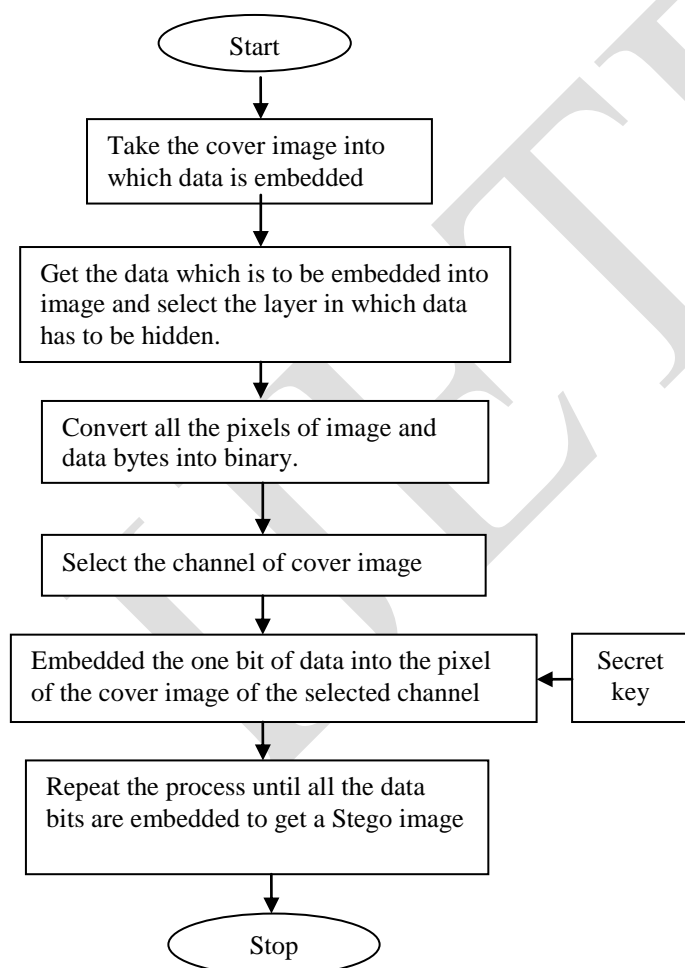 Start
Take the cover image into
which data is embedded
Get the data which is to be embedded into
image and select the layer in which data
has to be hidden.
Convert all the pixels of image and
data bytes into binary.
Select the channel of cover image
Embedded the one bit of data into the pixel
of the cover image of the selected channel
Secret
key
Repeat the process until all the data
bits are embedded to get a Stego image
Stop